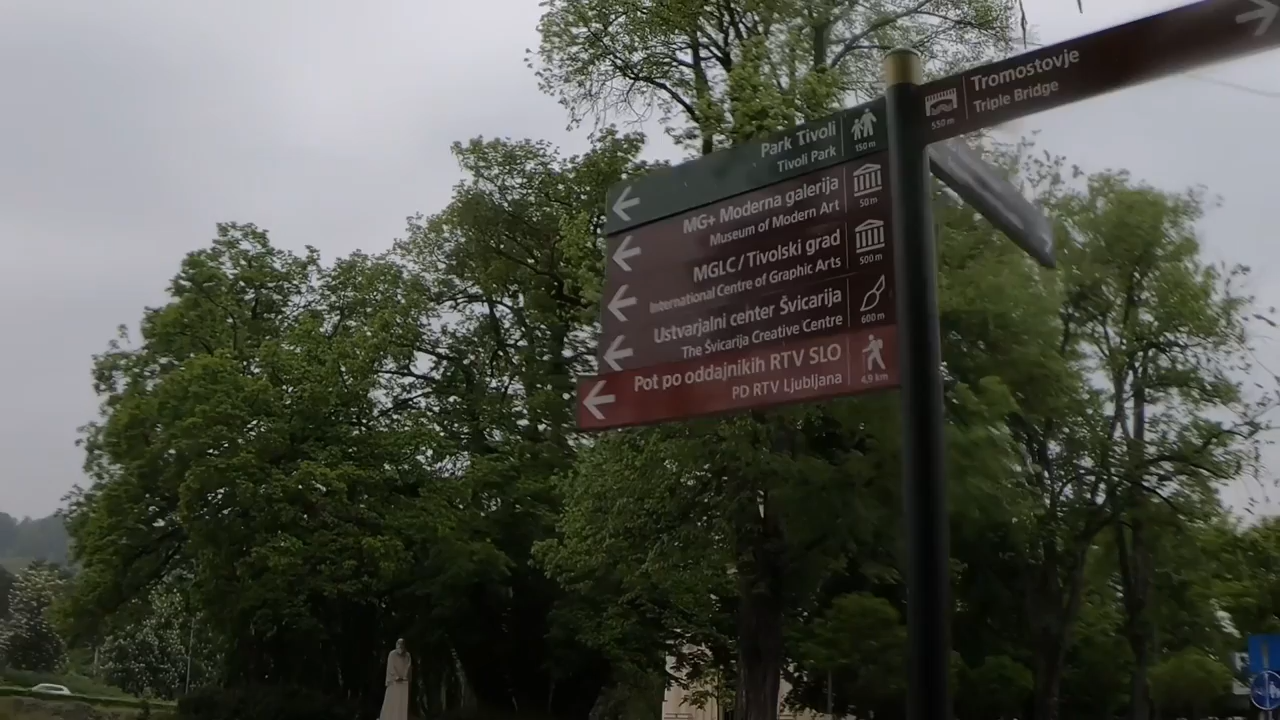 Tromostovje
Triple Bridge
550 m
Park Tivoli
Tivoli Park
150 m
MG+ Moderna galerija
Museum of Modern Art
50 m
MGLC / Tivolski grad
International Centre of Graphic Arts
500 m
Ustvarjalni center Švicarija
The Švicarija Creative Centre
600 m
Pot po oddajnikih RTV SLO
PD RTV Ljubljana
4,9 km